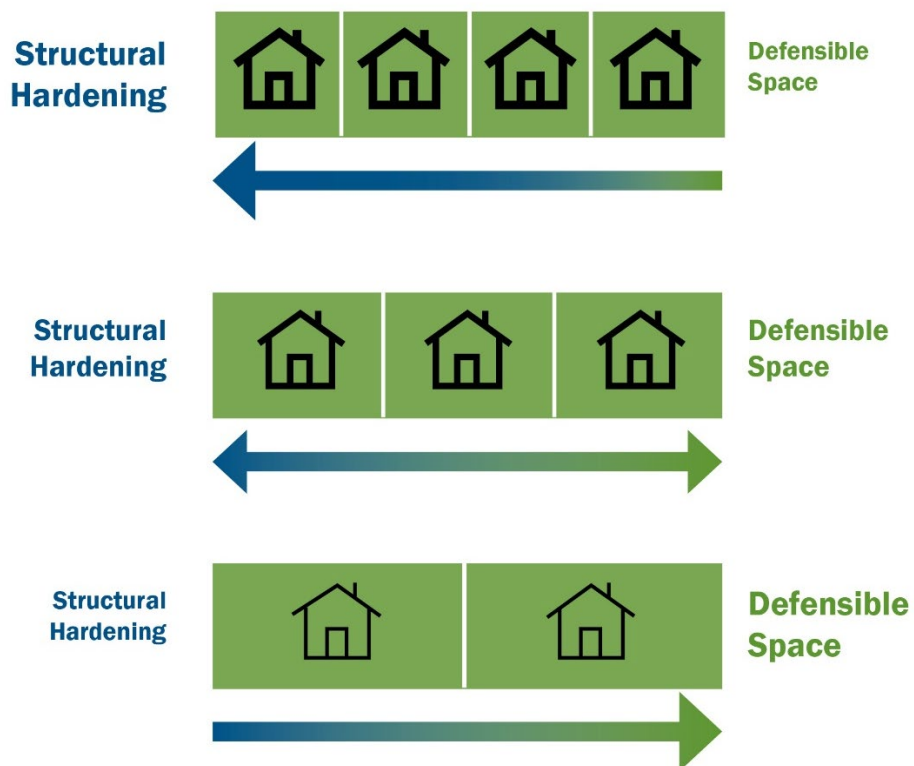 Structural
Hardening
Defensible
Space
Structural
Hardening
Defensible
Space
Structural
Hardening
Defensible
Space